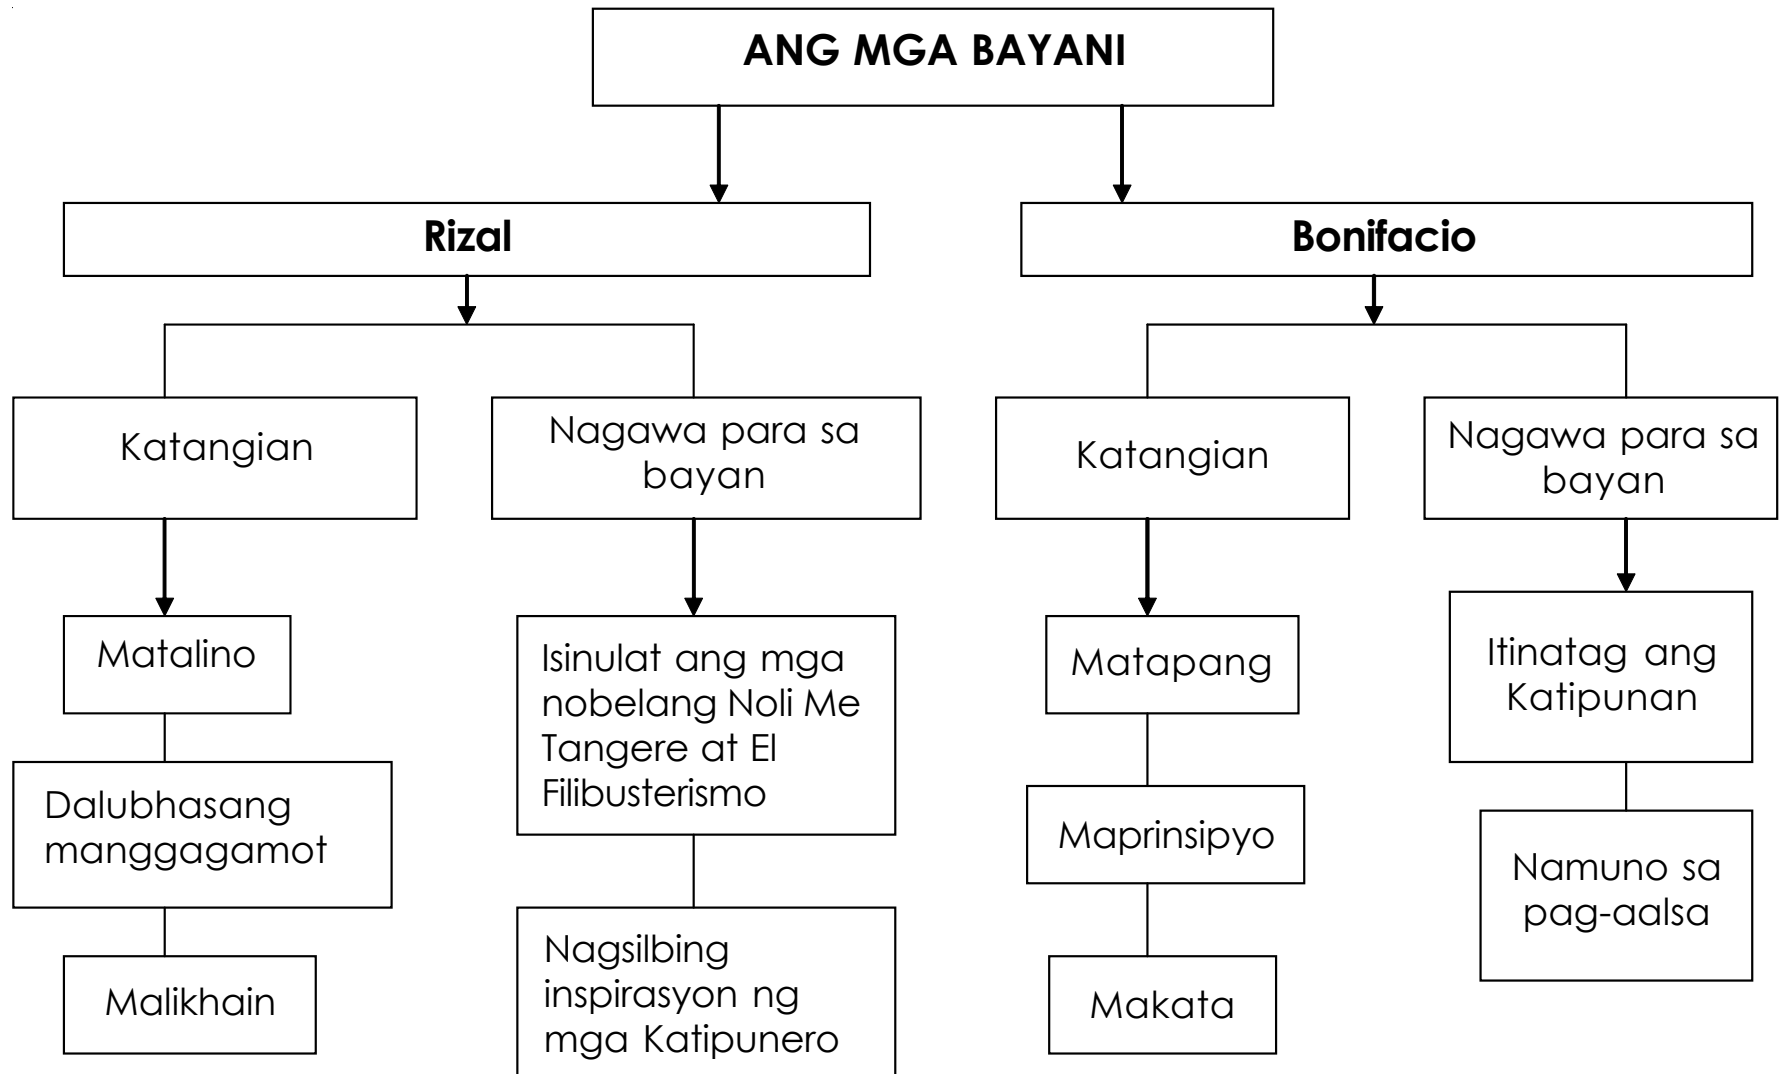 ANG MGA BAYANI
Rizal
Bonifacio
Katangian
Nagawa para sa
bayan
Katangian
Nagawa para sa
bayan
Matalino
Dalubhasang
manggagamot
Malikhain
Isinulat ang mga
nobelang Noli Me
Tangere at El
Filibusterismo
Nagsilbing
inspirasyon ng
mga Katipunero
Matapang
Maprinsipyo
Makata
Itinatag ang
Katipunan
Namuno sa
pag-aalsa